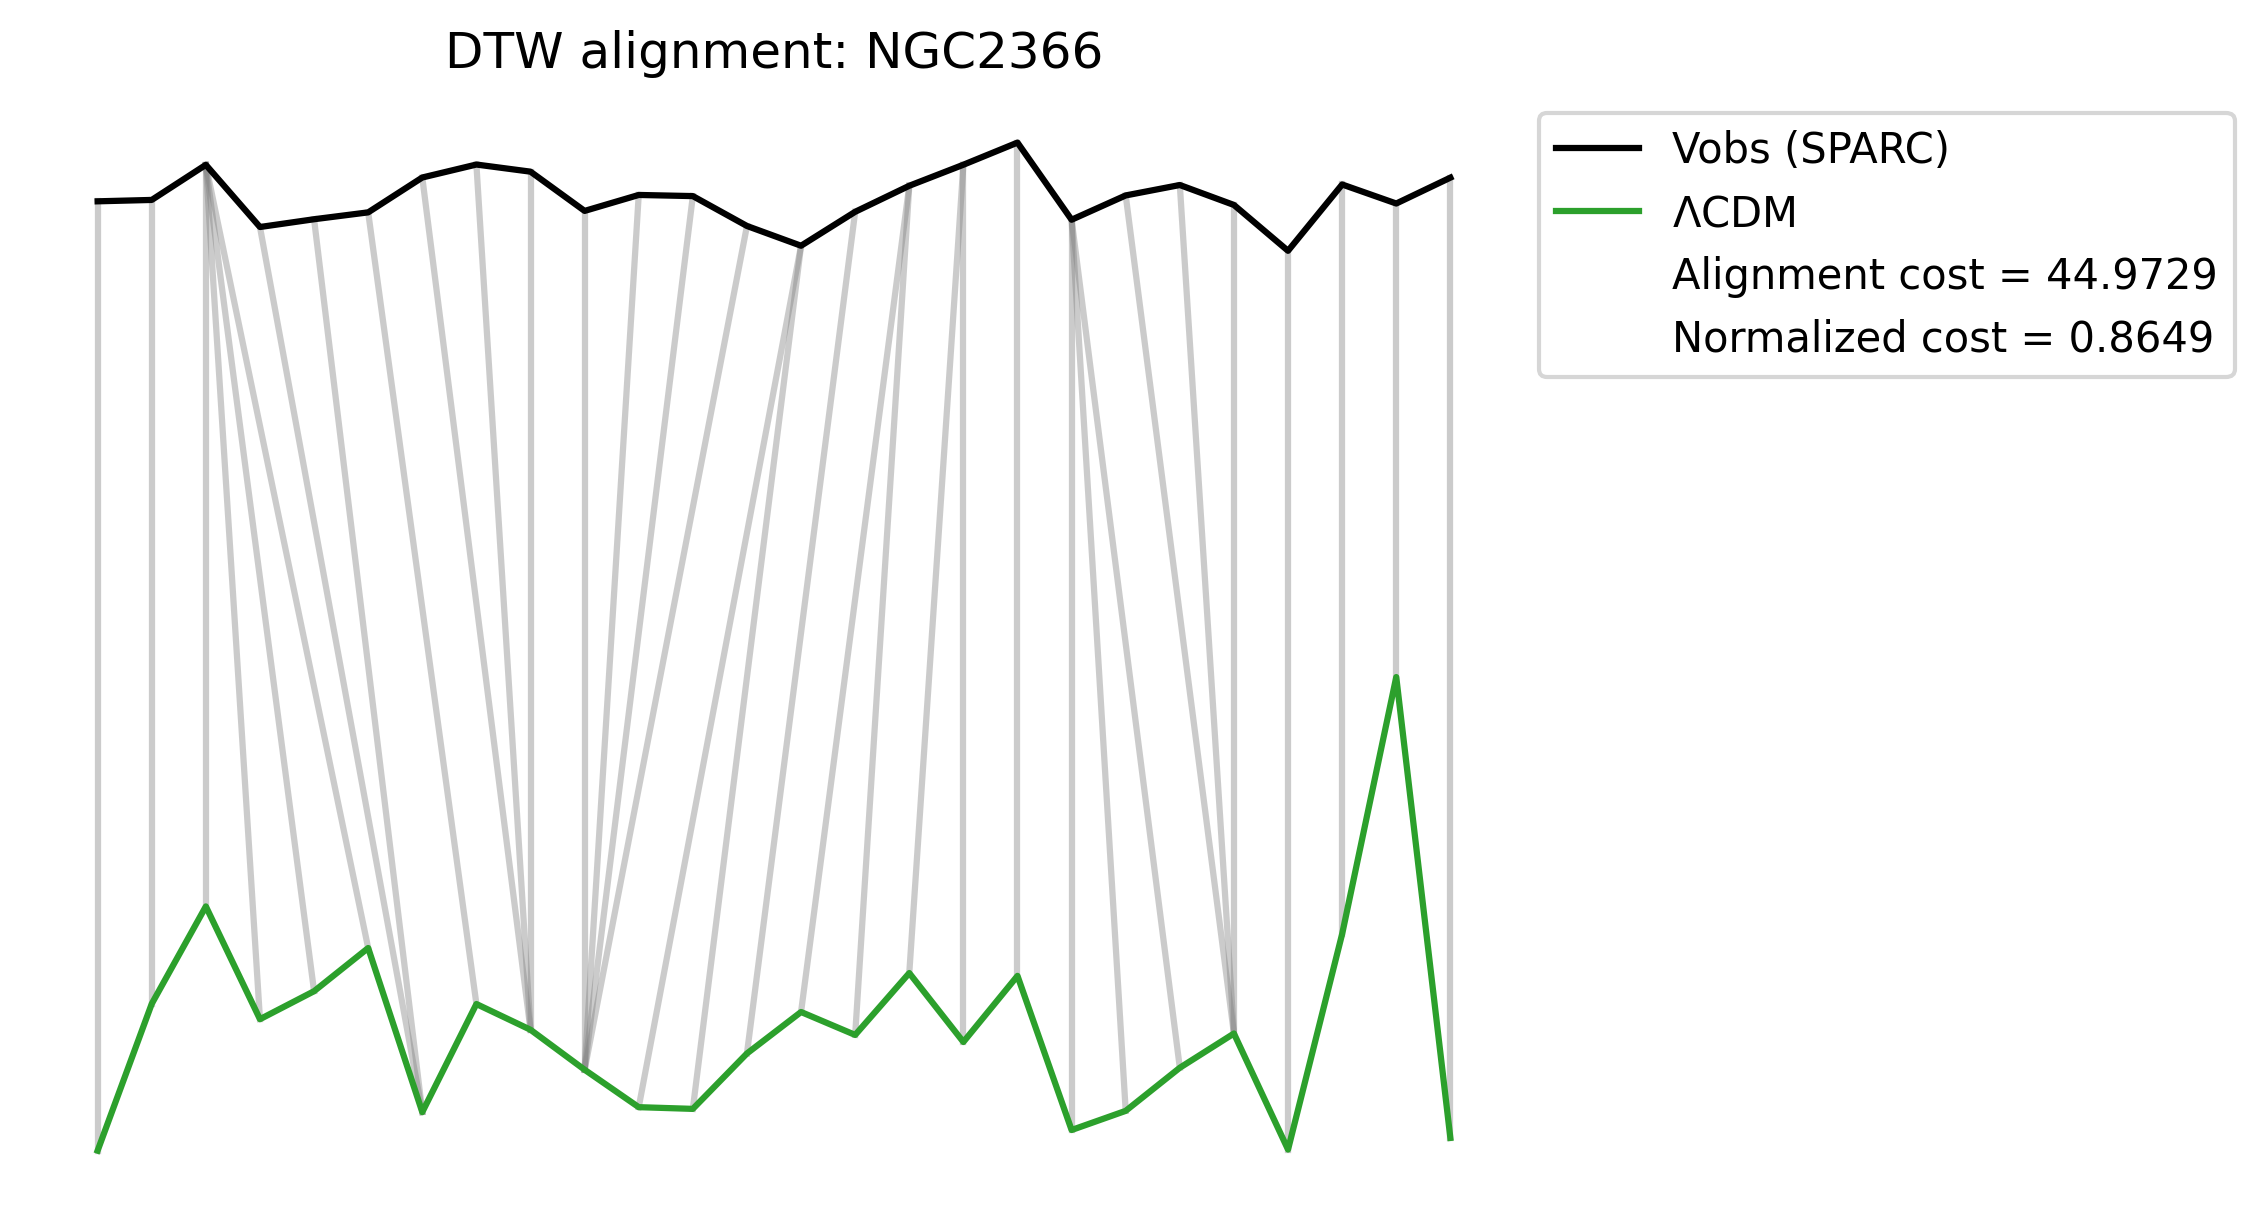 DTW alignment: NGC2366
Vobs (SPARC)
ΛCDM
Alignment cost = 44.9729
Normalized cost = 0.8649